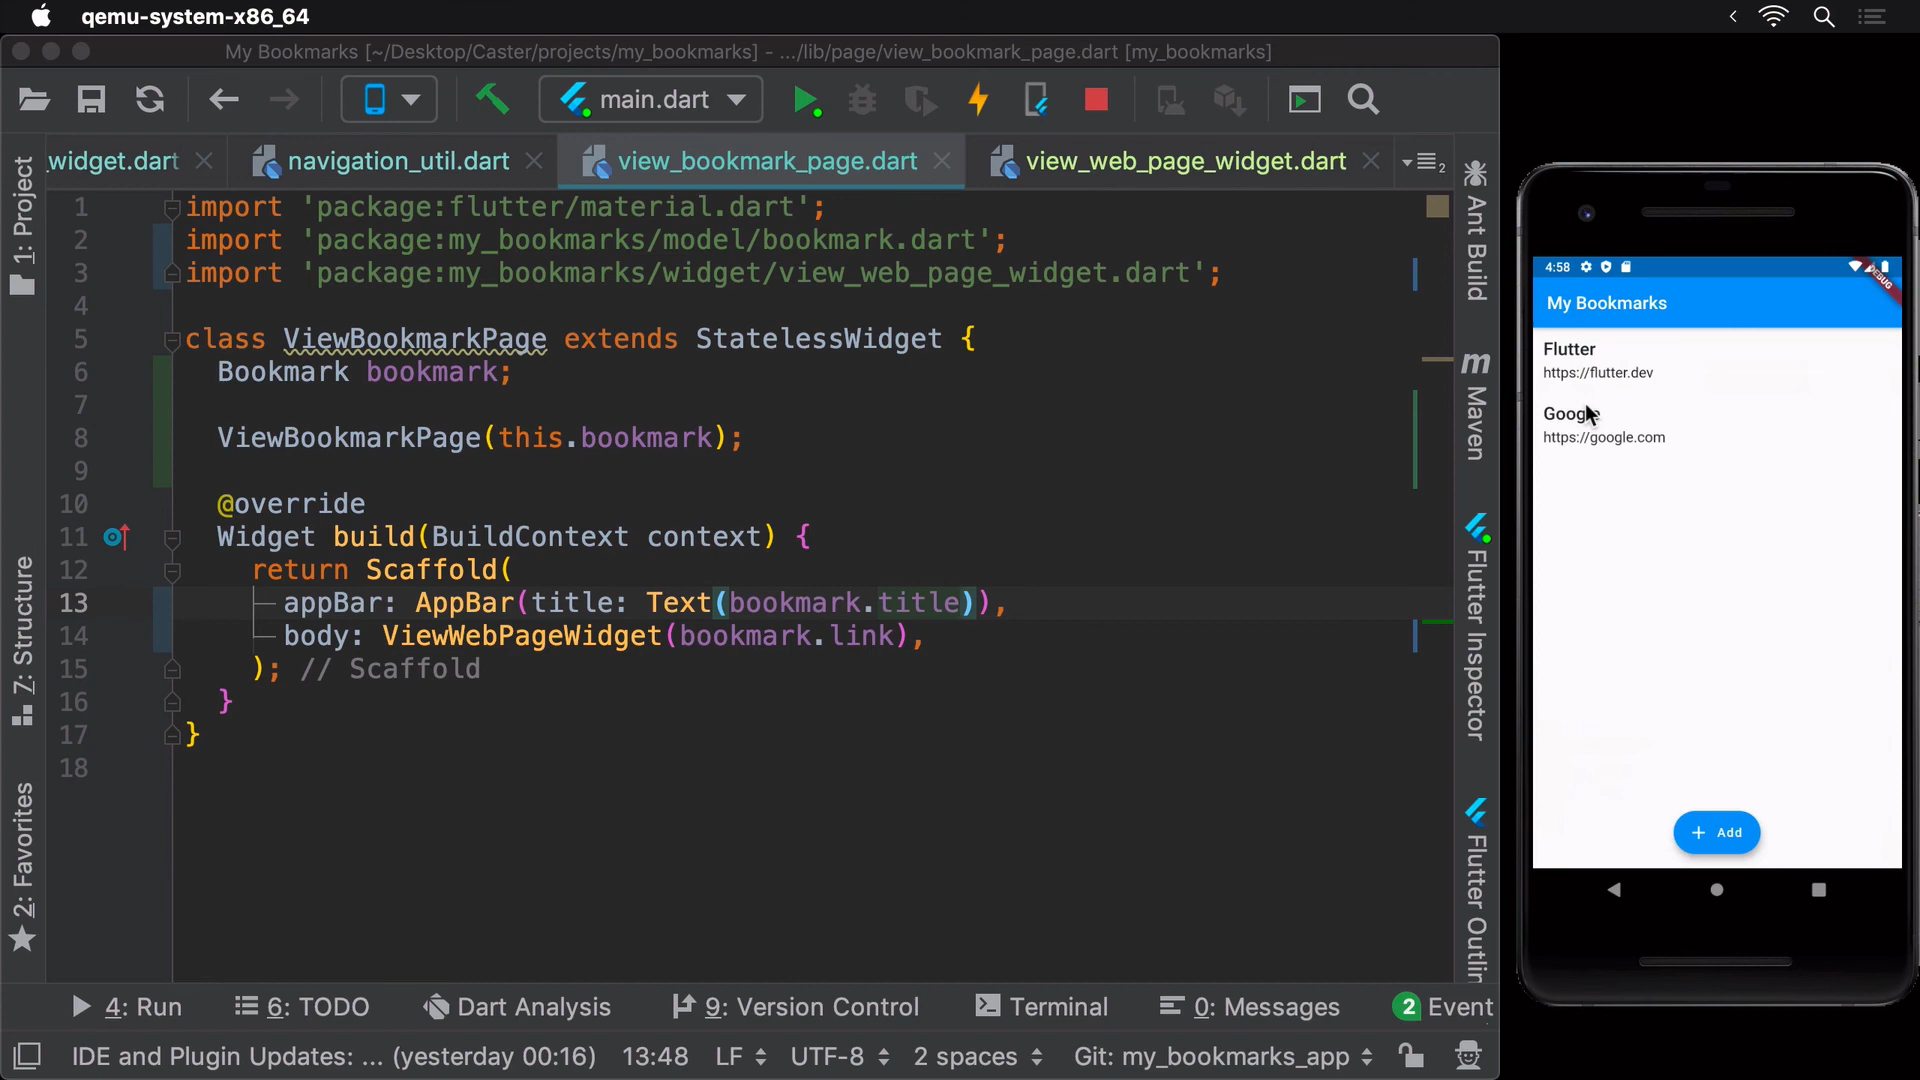 qemu-system-x86_64
My Bookmarks [~/Desktop/Caster/projects/my_bookmarks] - .../lib/page/view_bookmark_page.dart [my_bookmarks]
main.dart
_widget.dart
navigation_util.dart
view_bookmark_page.dart
view_web_page_widget.dart
2
1: Project
7: Structure
2: Favorites
1 import 'package:flutter/material.dart';
2 import 'package:my_bookmarks/model/bookmark.dart';
3 import 'package:my_bookmarks/widget/view_web_page_widget.dart';
4
5 class ViewBookmarkPage extends StatelessWidget {
6 Bookmark bookmark;
7
8 ViewBookmarkPage(this.bookmark);
9
10 @override
11 Widget build(BuildContext context) {
12 return Scaffold(
13 appBar: AppBar(title: Text(bookmark.title)),
14 body: ViewWebPageWidget(bookmark.link),
15 ); // Scaffold
16 }
17 }
18
Ant Build
m Maven
Flutter Inspector
Flutter Outlin
4:58
DEBUG
My Bookmarks
Flutter
https://flutter.dev
Google
https://google.com
+ Add
4: Run
6: TODO
Dart Analysis
9: Version Control
Terminal
0: Messages
2 Event
IDE and Plugin Updates: ... (yesterday 00:16)
13:48
LF
UTF-8
2 spaces
Git: my_bookmarks_app